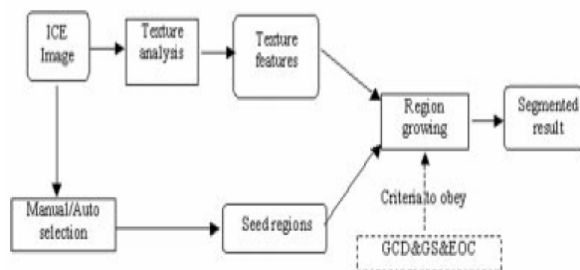 ICE
Image
Texture
analysis
Texture
features
Region
growing
Segmented
result
Manual/Auto
selection
Seed regions
Criteria to obey
GCD&GS&EOC